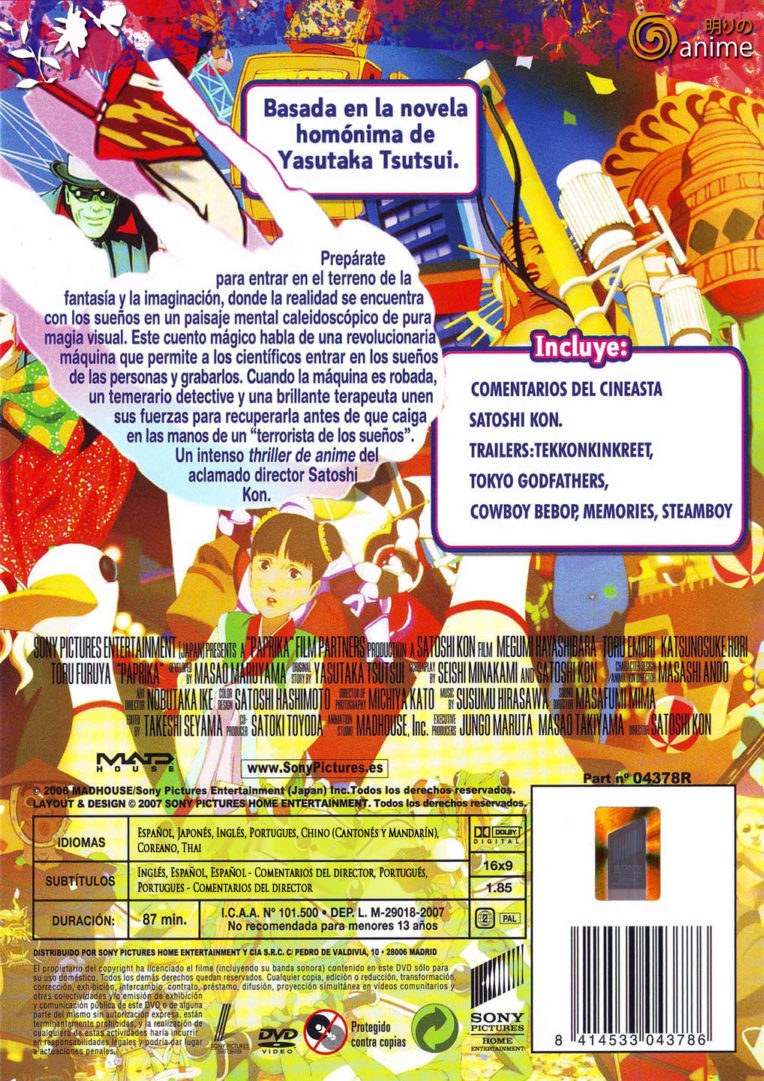 明りの
anime
Basada en la novela
homónima de
Yasutaka Tsutsui.
Prepárate
para entrar en el terreno de la
fantasía y la imaginación, donde la realidad se encuentra
con los sueños en un paisaje mental caleidoscópico de pura
magia visual. Este cuento mágico habla de una revolucionaria
máquina que permite a los científicos entrar en los sueños
de las personas y grabarlos. Cuando la máquina es robada,
un temerario detective y una brillante terapeuta unen
sus fuerzas para recuperarla antes de que caiga
en las manos de un “terrorista de los sueños”.
Un intenso thriller de anime del
aclamado director Satoshi
Kon.
Incluye:
COMENTARIOS DEL CINEASTA
SATOSHI KON.
TRAILERS:TEKKONKINKREET,
TOKYO GODFATHERS,
COWBOY BEBOP, MEMORIES, STEAMBOY
SONY PICTURES ENTERTAINMENT (JAPAN) PRESENTS A "PAPRIKA" FILM PARTNERS PRODUCTION A SATOSHI KON FILM MEGUMI HAYASHIBARA TORU EMORI KATSUNOSUKE HORI
TORU FURUYA "PAPRIKA" DEVELOPED BY MASAO MARUYAMA ORIGINAL STORY BY YASUTAKA TSUTSUI SCREENPLAY BY SEISHI MINAKAMI AND SATOSHI KON CHARACTER DESIGN / ANIMATION DIRECTOR MASASHI ANDO
ART DIRECTOR NOBUTAKA IKE COLOR DESIGN SATOSHI HASHIMOTO DIRECTOR OF PHOTOGRAPHY MICHIYA KATO MUSIC BY SUSUMU HIRASAWA SOUND DIRECTOR MASAFUMI MIMA
EDITED BY TAKESHI SEYAMA CO-PRODUCER SATOKI TOYODA ANIMATION STUDIO MADHOUSE, Inc. EXECUTIVE PRODUCERS JUNGO MARUTA MASAO TAKIYAMA DIRECTOR SATOSHI KON
MAD
HOUSE
www.SonyPictures.es
Part nº 04378R
© 2006 MADHOUSE/Sony Pictures Entertainment (Japan) Inc.Todos los derechos reservados.
LAYOUT & DESIGN © 2007 SONY PICTURES HOME ENTERTAINMENT. Todos los derechos reservados.
IDIOMAS
ESPAÑOL, JAPONÉS, INGLÉS, PORTUGUES, CHINO (CANTONÉS Y MANDARÍN),
COREANO, THAI
DOLBY
DIGITAL
SUBTÍTULOS
INGLÉS, ESPAÑOL, ESPAÑOL - COMENTARIOS DEL DIRECTOR, PORTUGUÉS,
PORTUGUES - COMENTARIOS DEL DIRECTOR
16x9
1.85
DURACIÓN:
87 min.
I.C.A.A. Nº 101.500 • DEP. L. M-29018-2007
No recomendada para menores 13 años
2 PAL
DISTRIBUIDO POR SONY PICTURES HOME ENTERTAINMENT Y CIA S.R.C. C/ PEDRO DE VALDIVIA, 10 • 28006 MADRID
El propietario del copyright ha licenciado el filme (incluyendo su banda sonora) contenido en este DVD sólo para
su uso doméstico. Todos los demás derechos quedan reservados. Cualquier copia, edición o reducción, transformación,
corrección, exhibición, intercambio, contrato, préstamo, difusión, proyección simultánea en vídeos comunitarios y
otras colectividades y/o emisión de exhibición
y comunicación pública de este DVD o de alguna
parte del mismo sin autorización expresa, están
terminantemente prohibidas, y la realización de
cualquiera de estas actividades haría incurrir
en responsabilidades legales y podría dar lugar
a actuaciones penales.
SONY PICTURES
DVD
VIDEO
Protegido
contra copias
SONY
PICTURES
HOME
ENTERTAINMENT
SONY
8 414533 043786